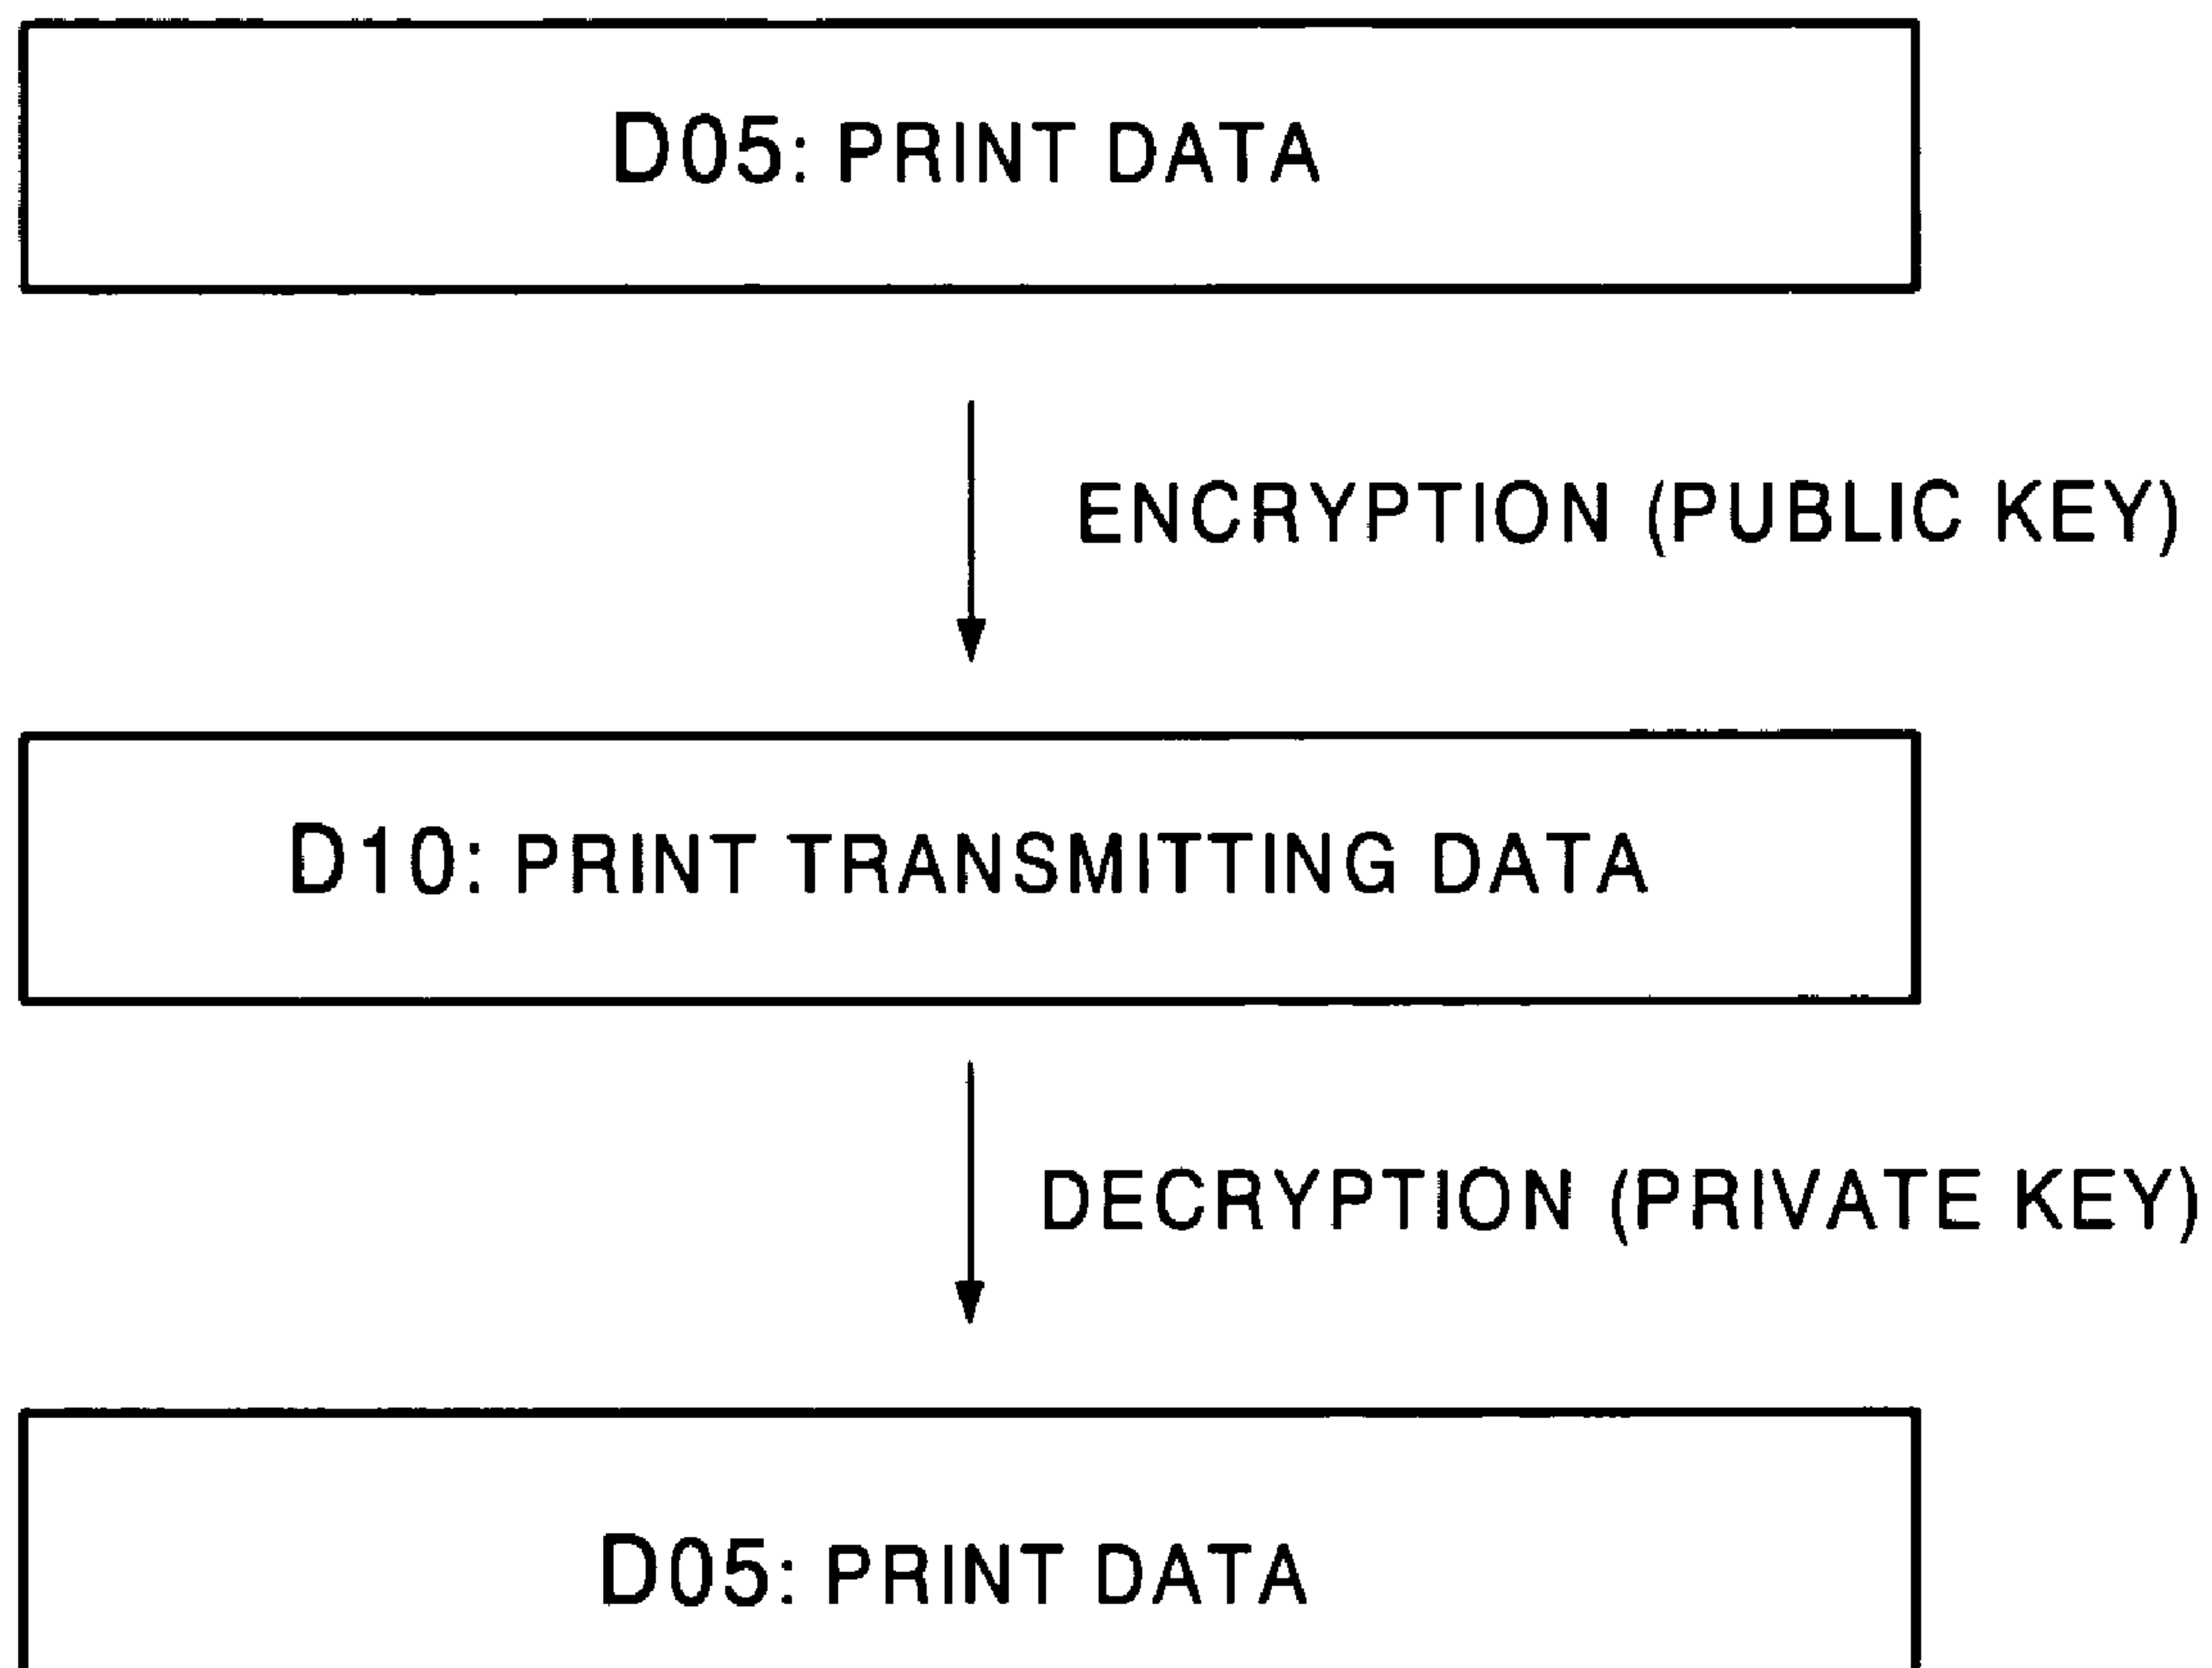 D05: PRINT DATA
ENCRYPTION (PUBLIC KEY)
D10: PRINT TRANSMITTING DATA
DECRYPTION (PRIVATE KEY)
D05: PRINT DATA